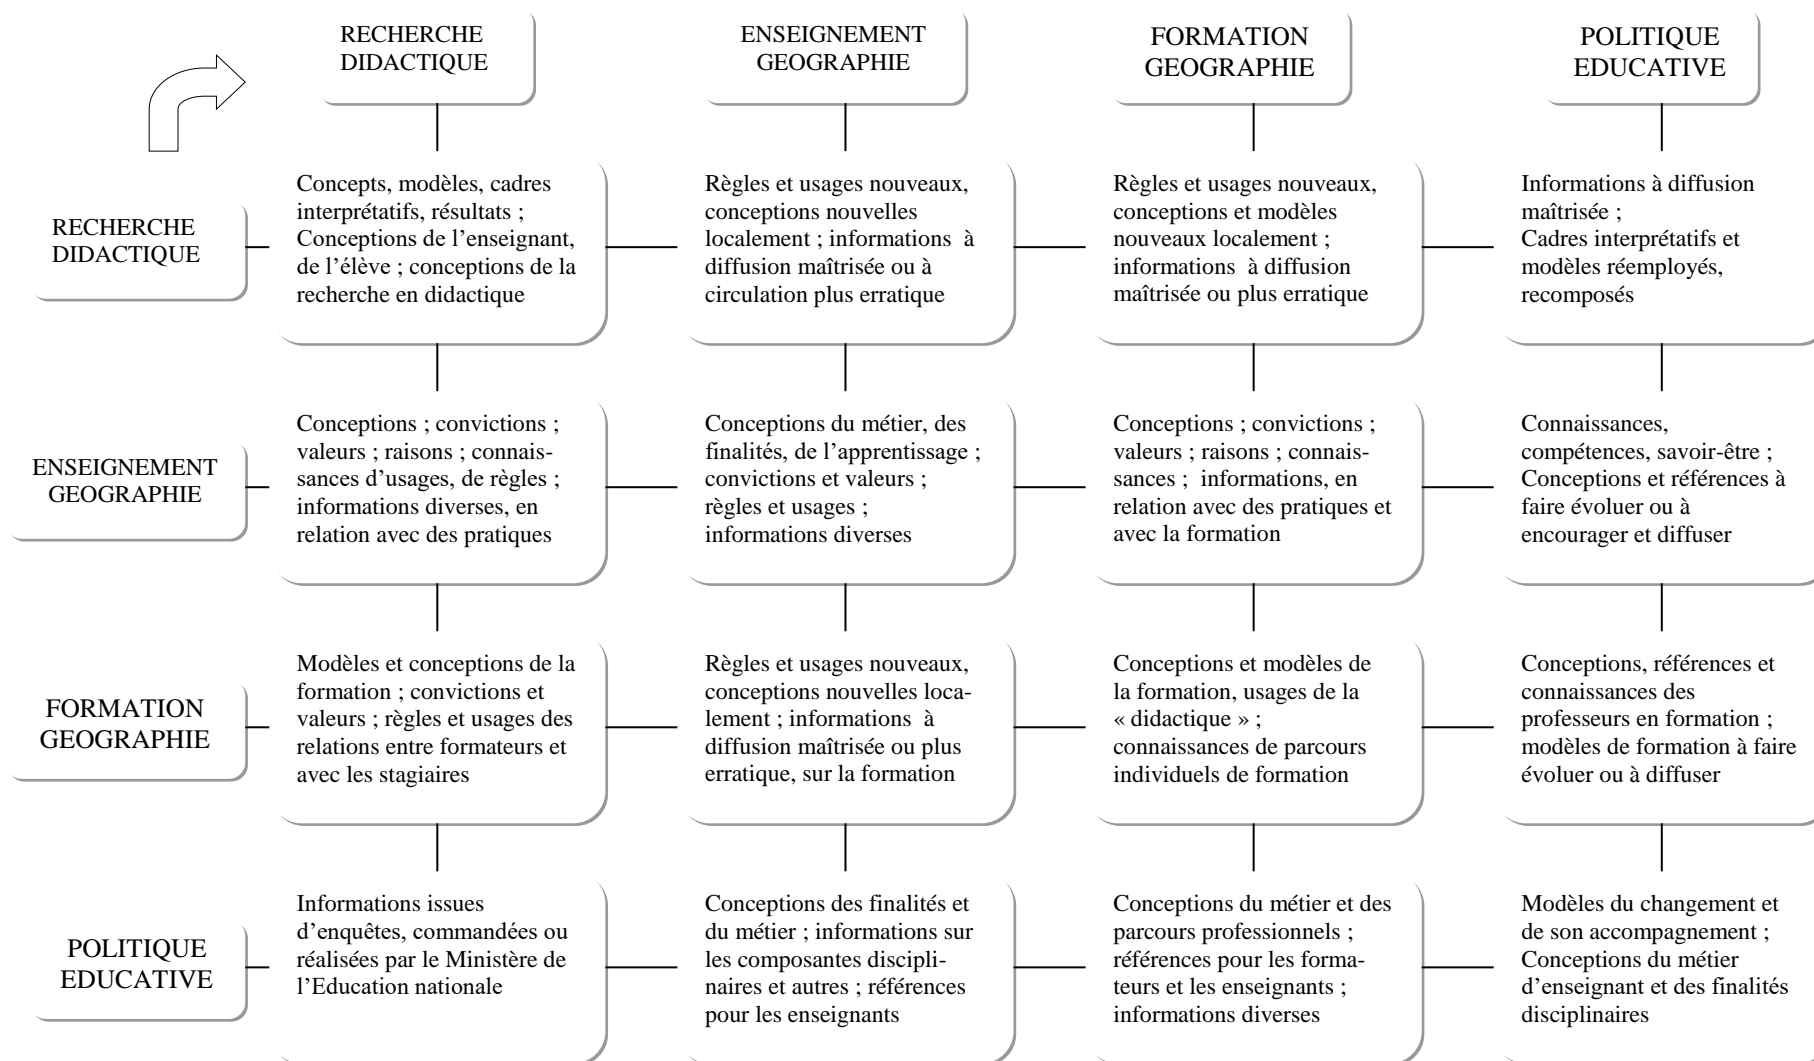 RECHERCHE
DIDACTIQUE
ENSEIGNEMENT
GEOGRAPHIE
FORMATION
GEOGRAPHIE
POLITIQUE
EDUCATIVE
RECHERCHE
DIDACTIQUE
Concepts, modèles, cadres
interprétatifs, résultats ;
Conceptions de l’enseignant,
de l’élève ; conceptions de la
recherche en didactique
Règles et usages nouveaux,
conceptions nouvelles
localement ; informations à
diffusion maîtrisée ou à
circulation plus erratique
Règles et usages nouveaux,
conceptions et modèles
nouveaux localement ;
informations à diffusion
maîtrisée ou plus erratique
Informations à diffusion
maîtrisée ;
Cadres interprétatifs et
modèles réemployés,
recomposés
ENSEIGNEMENT
GEOGRAPHIE
Conceptions ; convictions ;
valeurs ; raisons ; connais-
sances d’usages, de règles ;
informations diverses, en
relation avec des pratiques
Conceptions du métier, des
finalités, de l’apprentissage ;
convictions et valeurs ;
règles et usages ;
informations diverses
Conceptions ; convictions ;
valeurs ; raisons ; connais-
sances ; informations, en
relation avec des pratiques et
avec la formation
Connaissances,
compétences, savoir-être ;
Conceptions et références à
faire évoluer ou à
encourager et diffuser
FORMATION
GEOGRAPHIE
Modèles et conceptions de la
formation ; convictions et
valeurs ; règles et usages des
relations entre formateurs et
avec les stagiaires
Règles et usages nouveaux,
conceptions nouvelles loca-
lement ; informations à
diffusion maîtrisée ou plus
erratique, sur la formation
Conceptions et modèles de
la formation, usages de la
« didactique » ;
connaissances de parcours
individuels de formation
Conceptions, références et
connaissances des
professeurs en formation ;
modèles de formation à faire
évoluer ou à diffuser
POLITIQUE
EDUCATIVE
Informations issues
d’enquêtes, commandées ou
réalisées par le Ministère de
l’Education nationale
Conceptions des finalités et
du métier ; informations sur
les composantes discipli-
naires et autres ; références
pour les enseignants
Conceptions du métier et des
parcours professionnels ;
références pour les forma-
teurs et les enseignants ;
informations diverses
Modèles du changement et
de son accompagnement ;
Conceptions du métier
d’enseignant et des finalités
disciplinaires